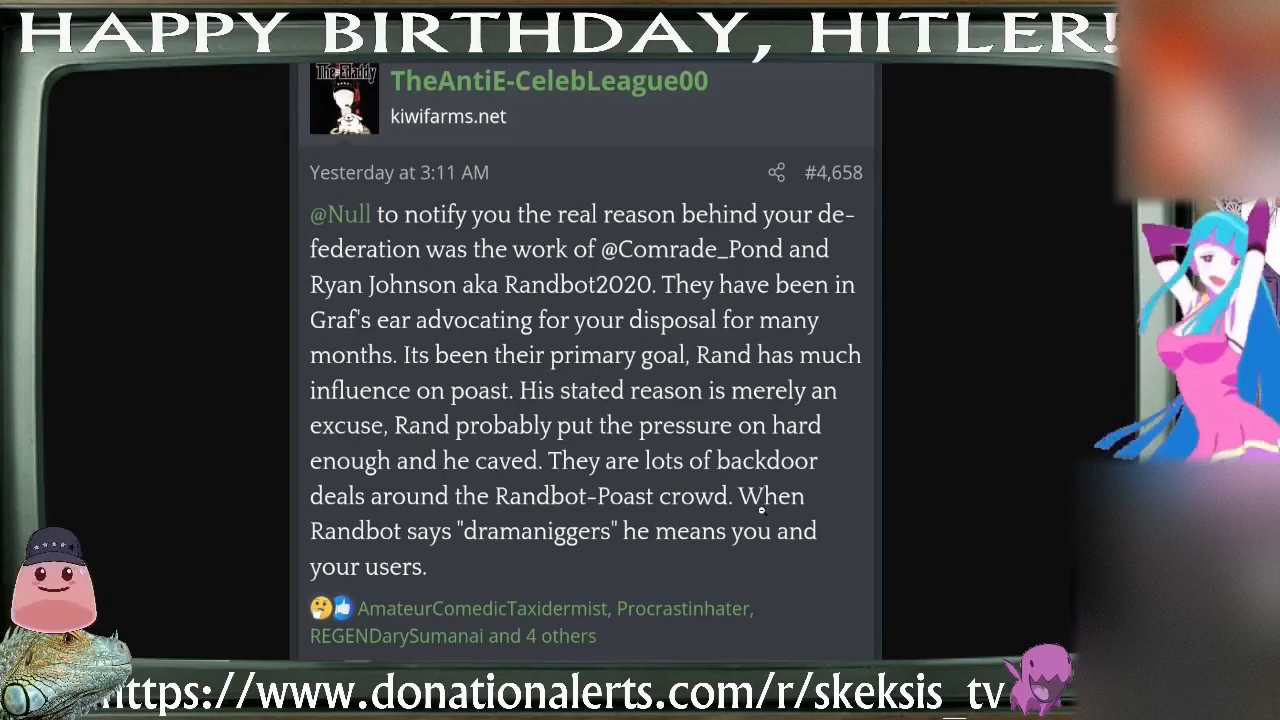 HAPPY BIRTHDAY, HITLER!
The Edaddy
TheAntiE-CelebLeague00
kiwifarms.net
Yesterday at 3:11 AM
#4,658
@Null to notify you the real reason behind your de-
federation was the work of @Comrade_Pond and
Ryan Johnson aka Randbot2020. They have been in
Graf's ear advocating for your disposal for many
months. Its been their primary goal, Rand has much
influence on poast. His stated reason is merely an
excuse, Rand probably put the pressure on hard
enough and he caved. They are lots of backdoor
deals around the Randbot-Poast crowd. When
Randbot says "dramaniggers" he means you and
your users.
AmateurComedicTaxidermist, Procrastinhater,
REGENDarySumanai and 4 others
https://www.donationalerts.com/r/skeksis_tv